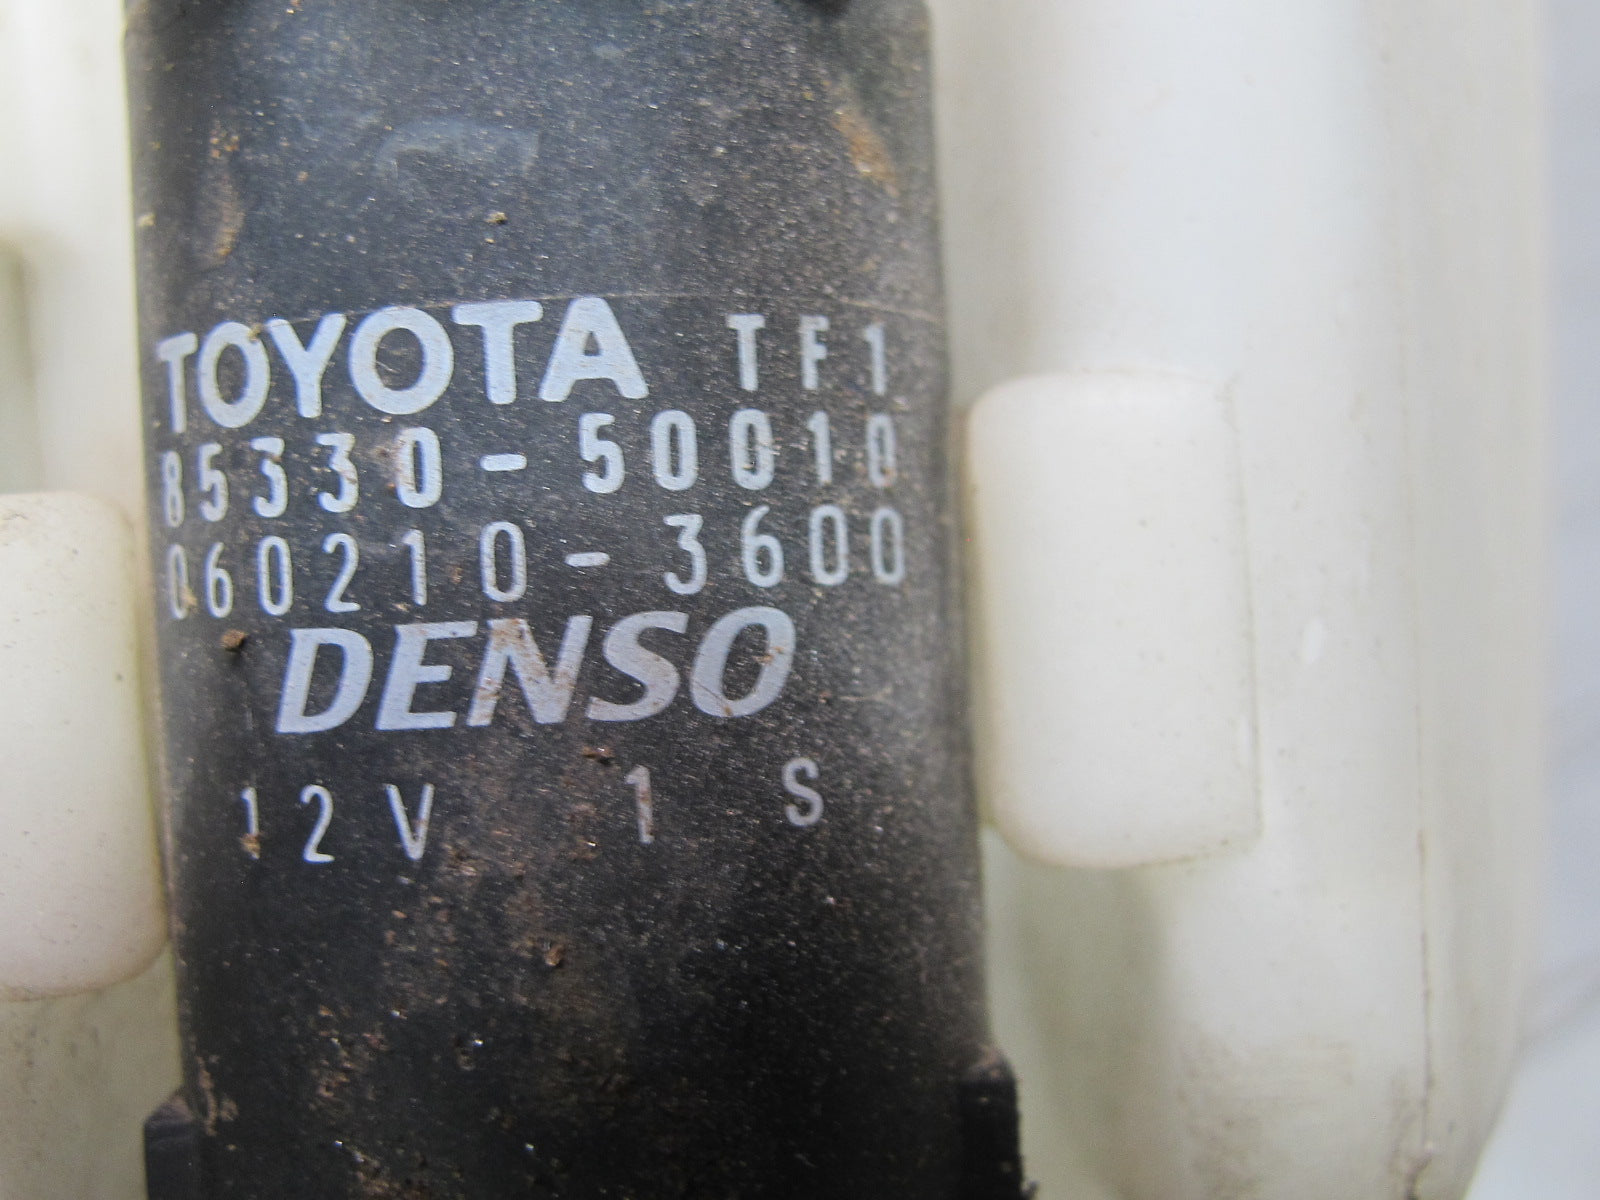 TOYOTA TF1
85330-50010
060210-3600
DENSO
12V 1 S